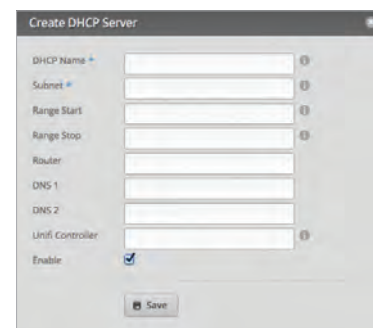 Create DHCP Server
DHCP Name *
Subnet *
Range Start
Range Stop
Router
DNS 1
DNS 2
Unifi Controller
Enable
Save